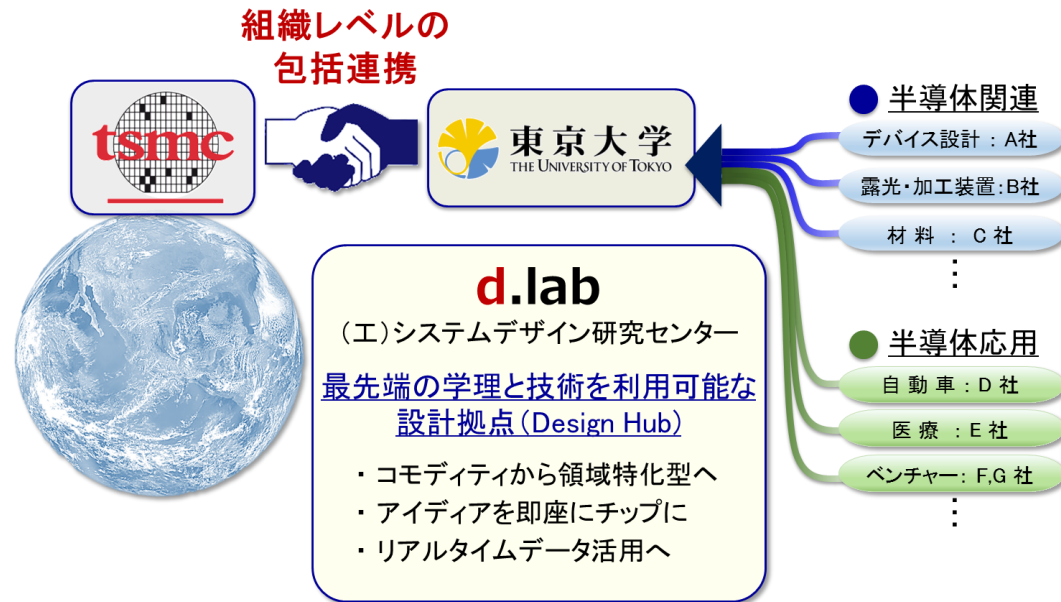 組織レベルの
包括連携
tsmc
東京大学
THE UNIVERSITY OF TOKYO
● 半導体関連
デバイス設計 : A社
露光・加工装置:B社
材 料 : C 社
⋮
d.lab
(工)システムデザイン研究センター
最先端の学理と技術を利用可能な
設計拠点(Design Hub)
・ コモディティから領域特化型へ
・ アイディアを即座にチップに
・ リアルタイムデータ活用へ
● 半導体応用
自 動 車 : D 社
医 療 : E 社
ベンチャー: F,G 社
⋮